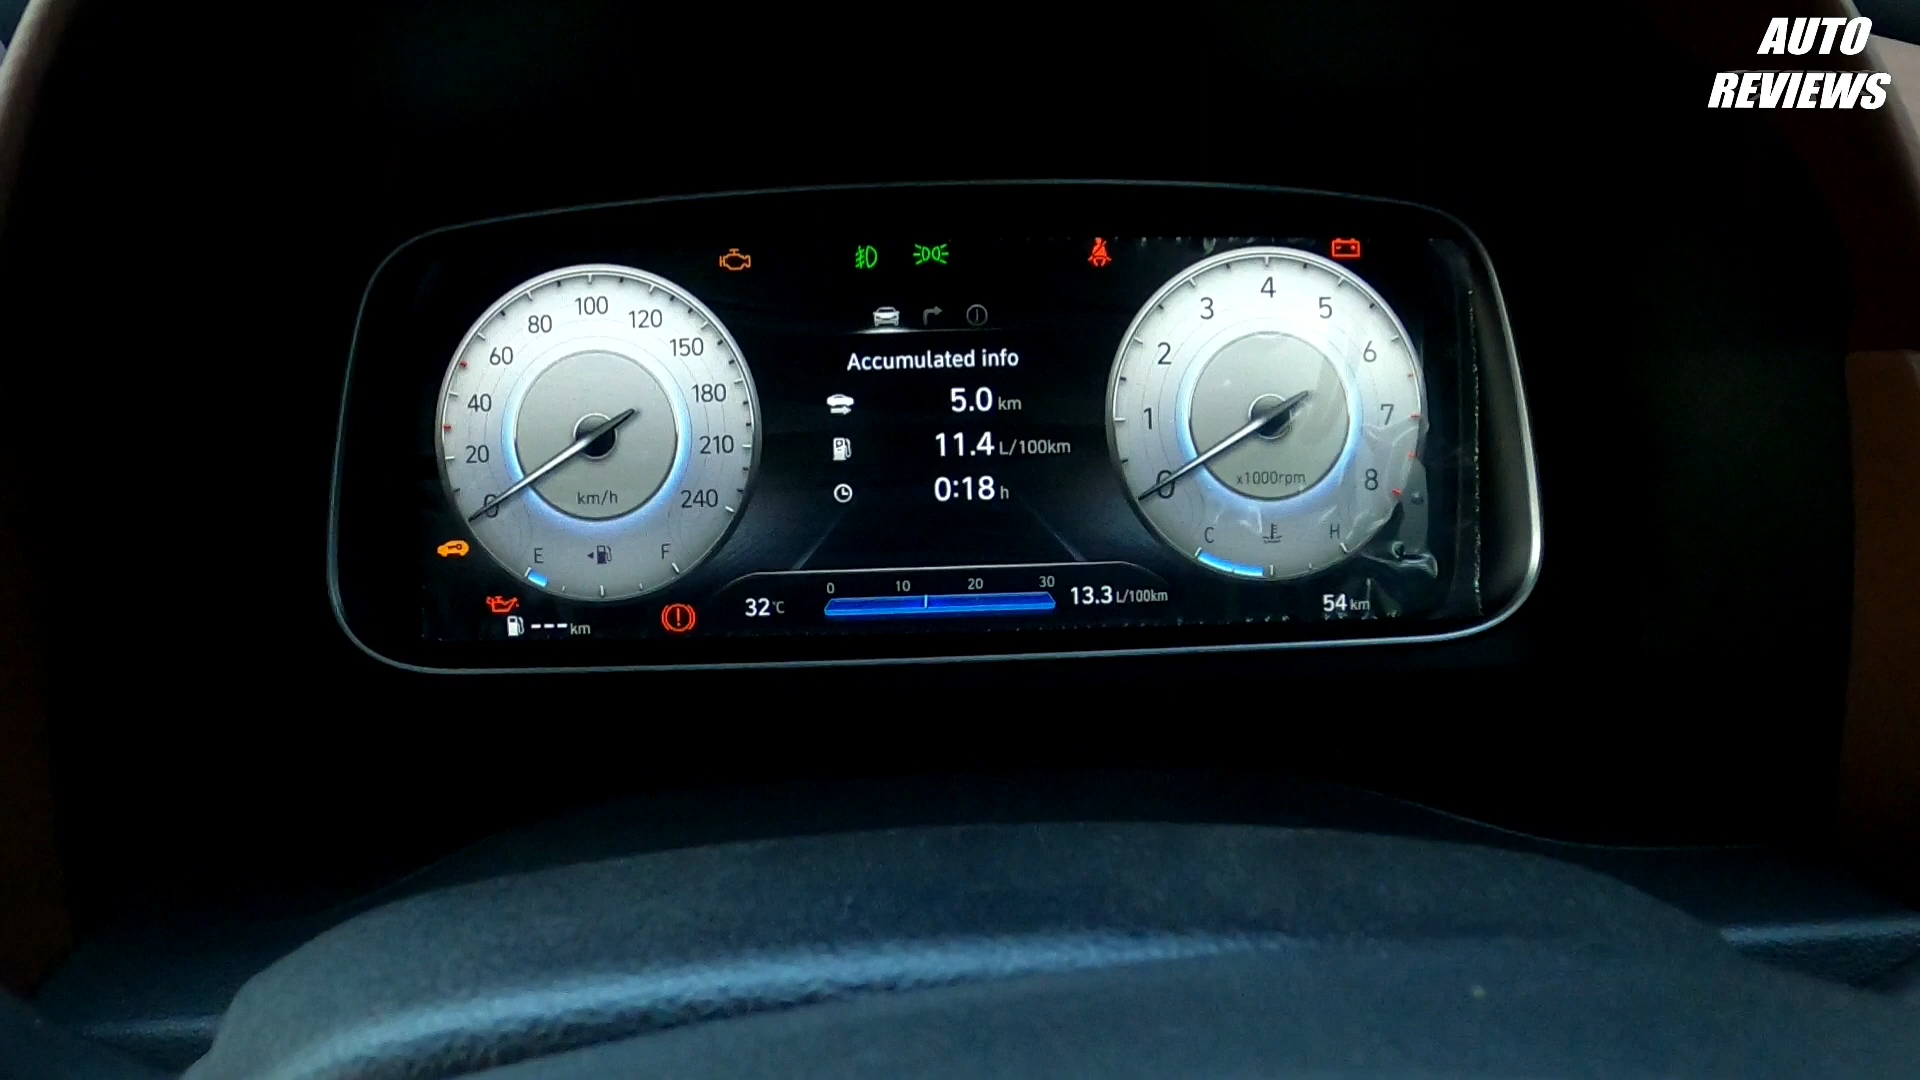 AUTO
REVIEWS
0
20
40
60
80
100
120
150
180
210
240
km/h
E
F
--- km
Accumulated info
5.0 km
11.4 L/100km
0:18 h
32°C
0 10 20 30
13.3 L/100km
0
1
2
3
4
5
6
7
8
x1000rpm
C
H
54 km